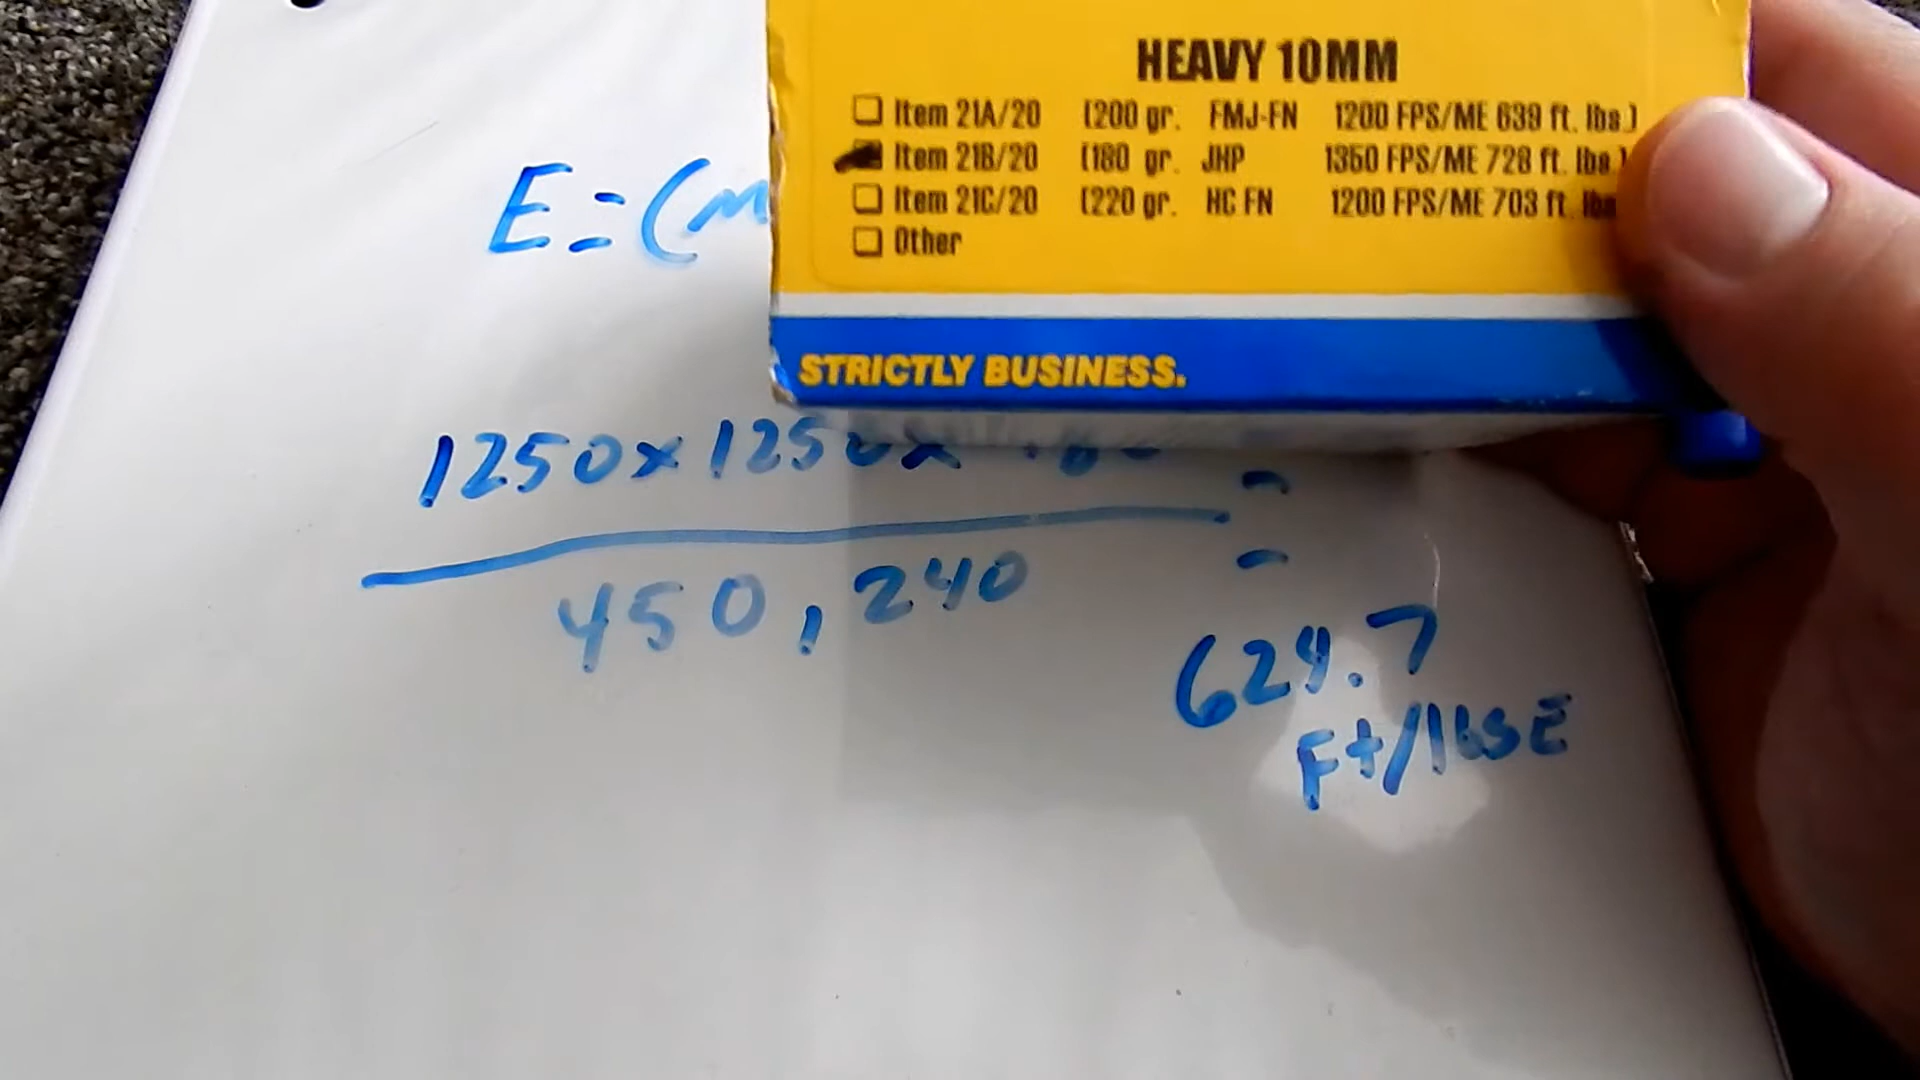 HEAVY 10MM
Item 21A/20 (200 gr. FMJ-FN 1200 FPS/ME 639 ft. lbs.)
Item 21B/20 (180 gr. JHP 1350 FPS/ME 728 ft. lbs.)
Item 21C/20 (220 gr. HC FN 1200 FPS/ME 703 ft. lbs
Other
STRICTLY BUSINESS.
E=(m
1250x1250x
450,240
=
624.7
Ft/lbsE